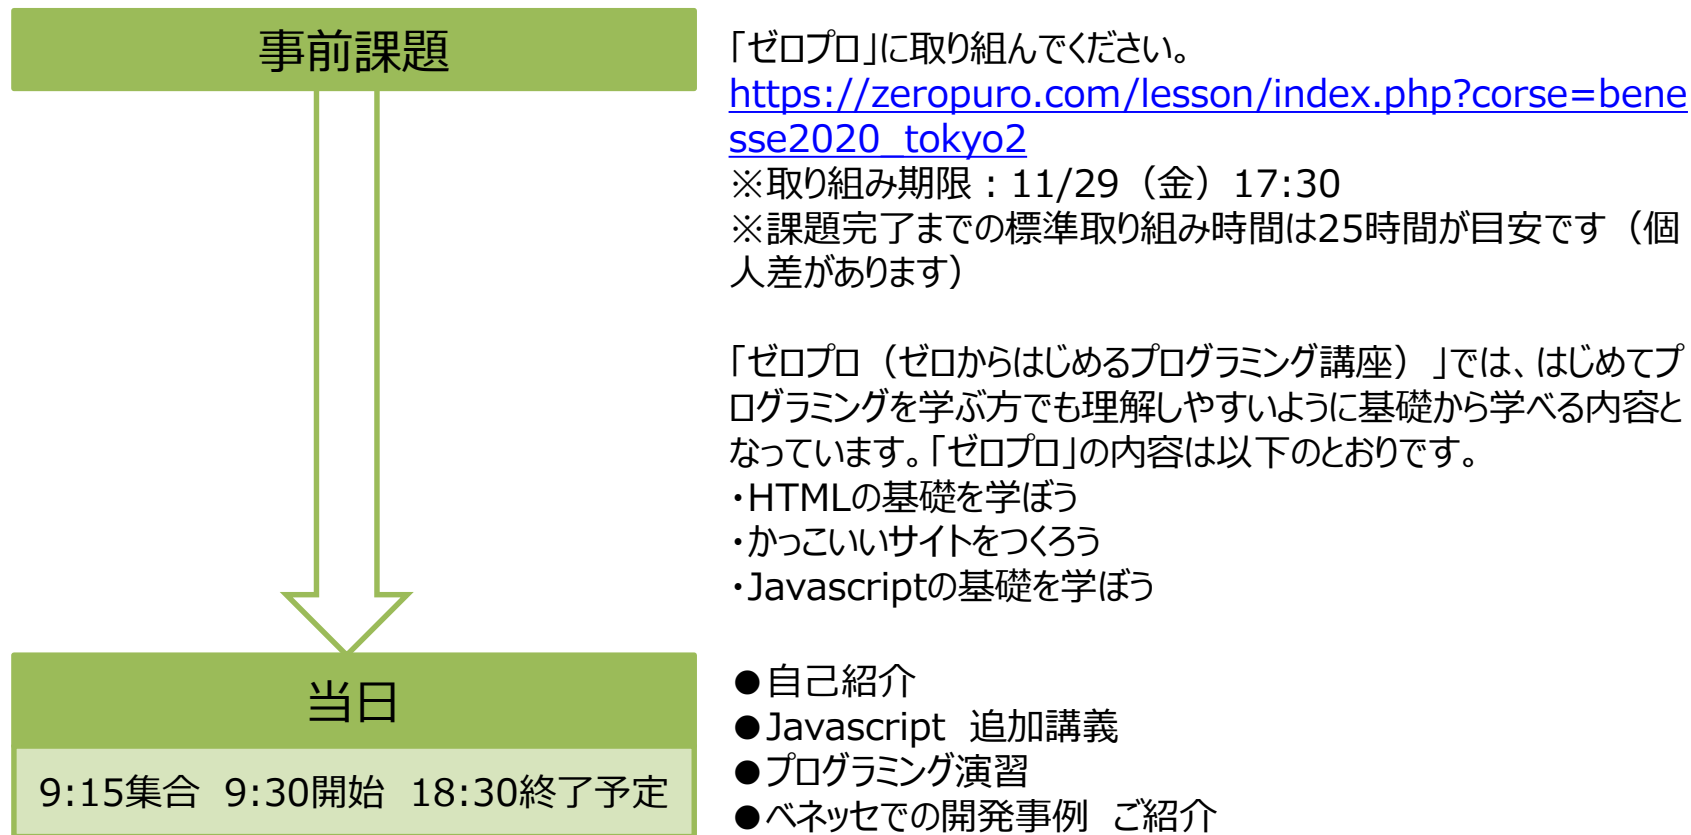 事前課題
「ゼロプロ」に取り組んでください。
https://zeropuro.com/lesson/index.php?corse=bene
sse2020_tokyo2
※取り組み期限：11/29（金）17:30
※課題完了までの標準取り組み時間は25時間が目安です（個
人差があります）
「ゼロプロ（ゼロからはじめるプログラミング講座）」では、はじめてプ
ログラミングを学ぶ方でも理解しやすいように基礎から学べる内容と
なっています。「ゼロプロ」の内容は以下のとおりです。
・HTMLの基礎を学ぼう
・かっこいいサイトをつくろう
・Javascriptの基礎を学ぼう
当日
9:15集合 9:30開始 18:30終了予定
●自己紹介
●Javascript 追加講義
●プログラミング演習
●ベネッセでの開発事例 ご紹介